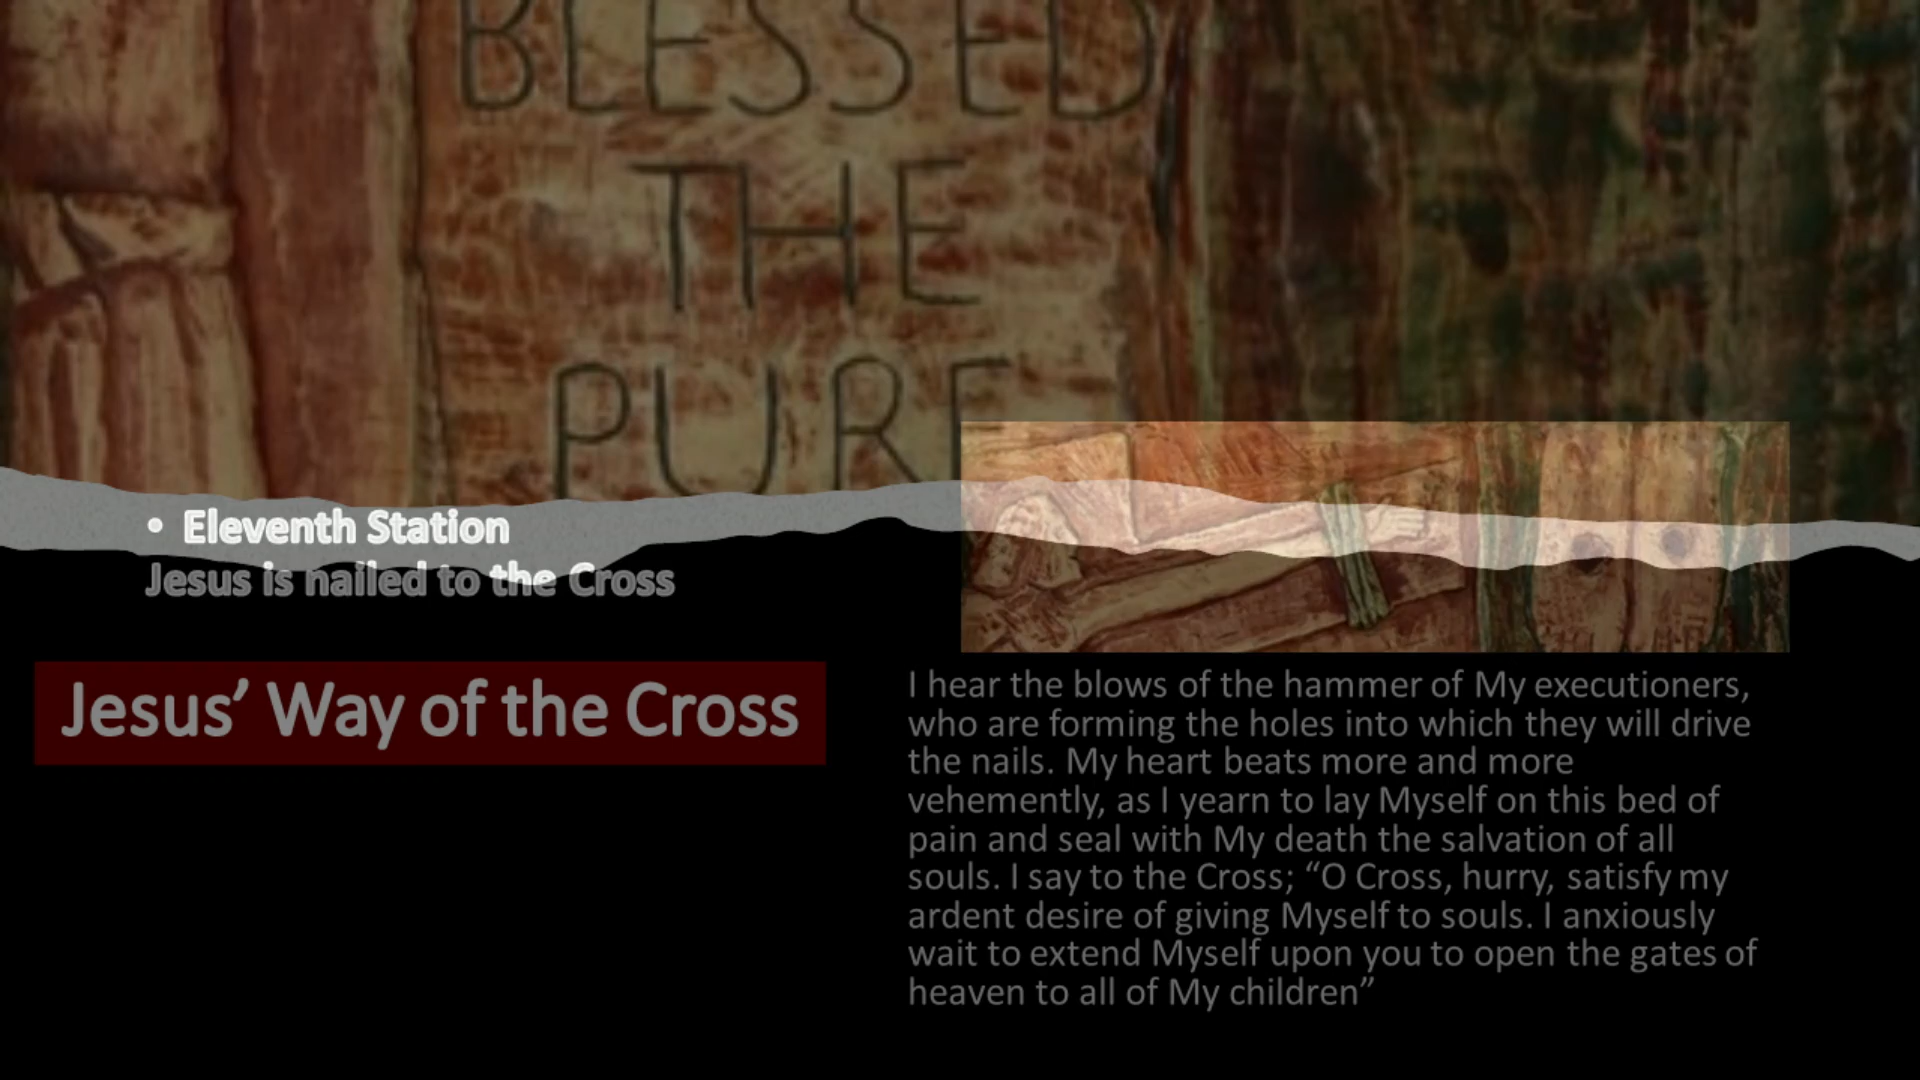 BLESSED
THE
PURE
• Eleventh Station
Jesus is nailed to the Cross
Jesus’ Way of the Cross
I hear the blows of the hammer of My executioners,
who are forming the holes into which they will drive
the nails. My heart beats more and more
vehemently, as I yearn to lay Myself on this bed of
pain and seal with My death the salvation of all
souls. I say to the Cross; “O Cross, hurry, satisfy my
ardent desire of giving Myself to souls. I anxiously
wait to extend Myself upon you to open the gates of
heaven to all of My children”